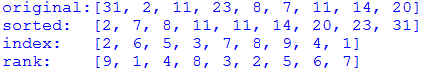 original:[31, 2, 11, 23, 8, 7, 11, 14, 20]
sorted:  [2, 7, 8, 11, 11, 14, 20, 23, 31]
index:   [2, 6, 5, 3, 7, 8, 9, 4, 1]
rank:    [9, 1, 4, 8, 3, 2, 5, 6, 7]